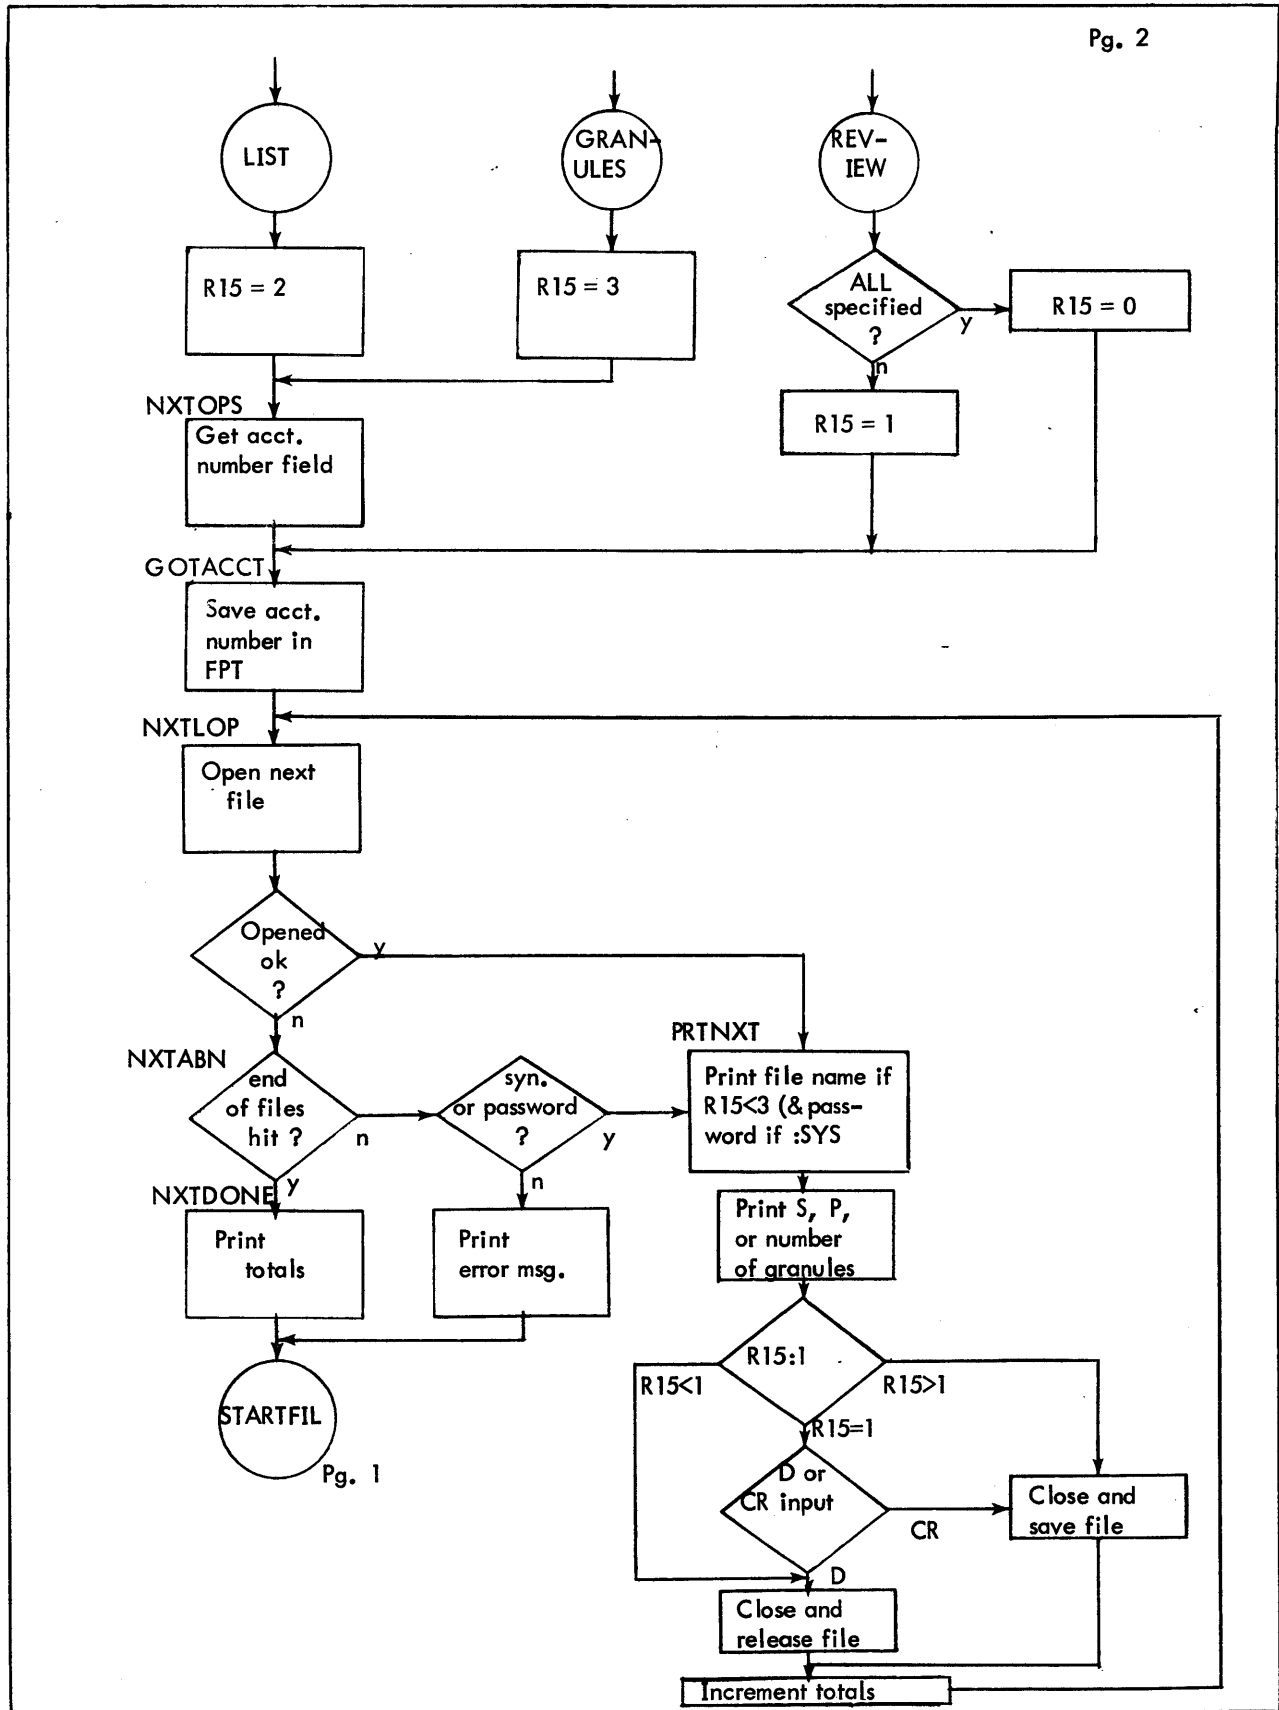 Pg. 2
LIST
GRAN-
ULES
REV-
IEW
R15 = 2
R15 = 3
ALL
specified
?
y
n
R15 = 0
R15 = 1
NXTOPS
Get acct.
number field
GOTACCT
Save acct.
number in
FPT
NXTLOP
Open next
file
Opened
ok
?
y
n
NXTABN
end
of files
hit ?
n
y
syn.
or password
?
y
n
PRTNXT
Print file name if
R15<3 (& pass-
word if :SYS
NXTDONE
Print
totals
Print
error msg.
Print S, P,
or number
of granules
STARTFIL
Pg. 1
R15:1
R15<1
R15>1
R15=1
D or
CR input
CR
D
Close and
save file
Close and
release file
Increment totals